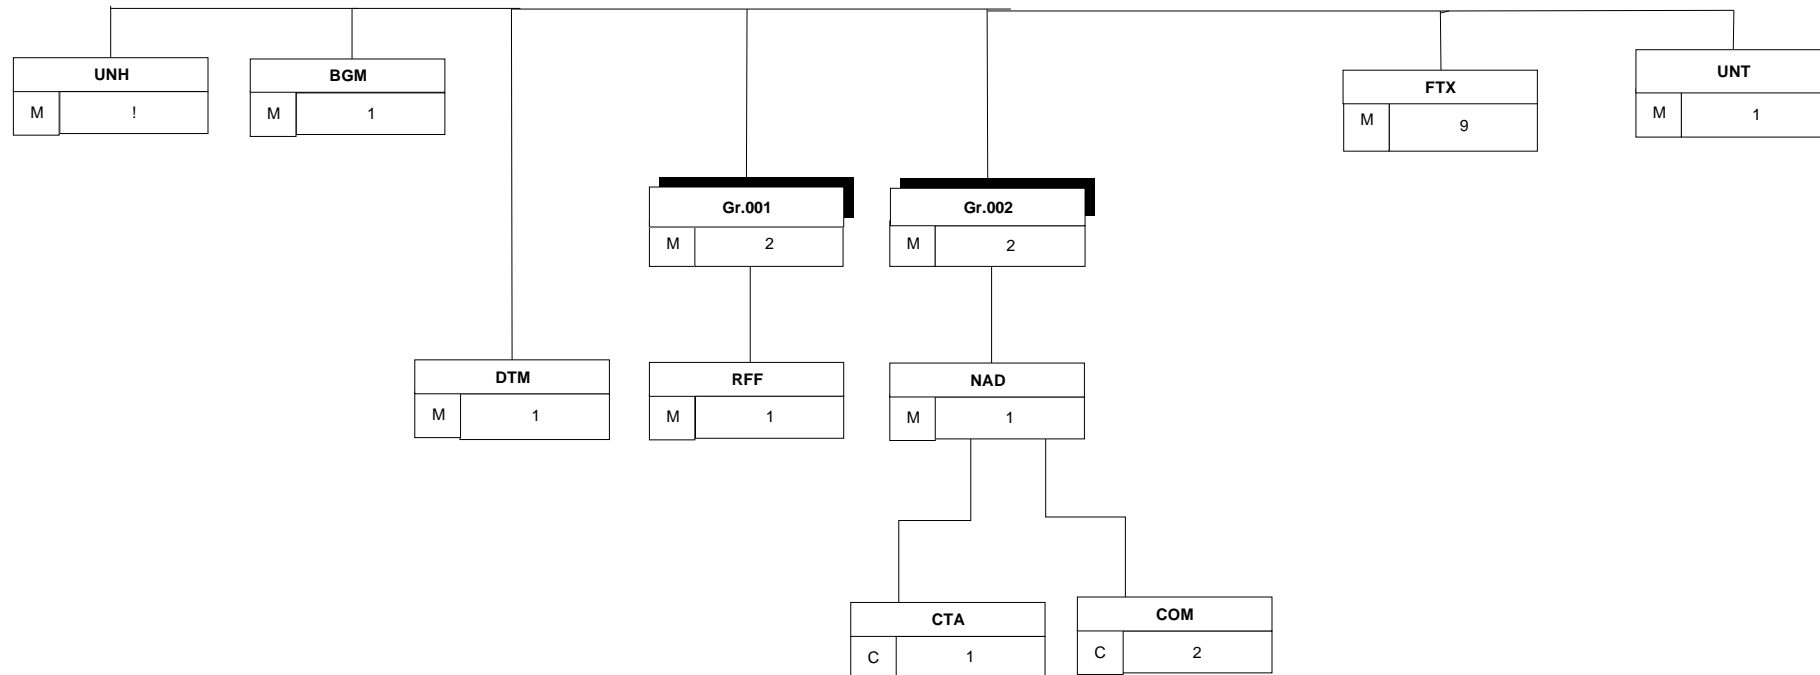 UNH
M !
BGM
M 1
FTX
M 9
UNT
M 1
Gr.001
M 2
Gr.002
M 2
DTM
M 1
RFF
M 1
NAD
M 1
CTA
C 1
COM
C 2